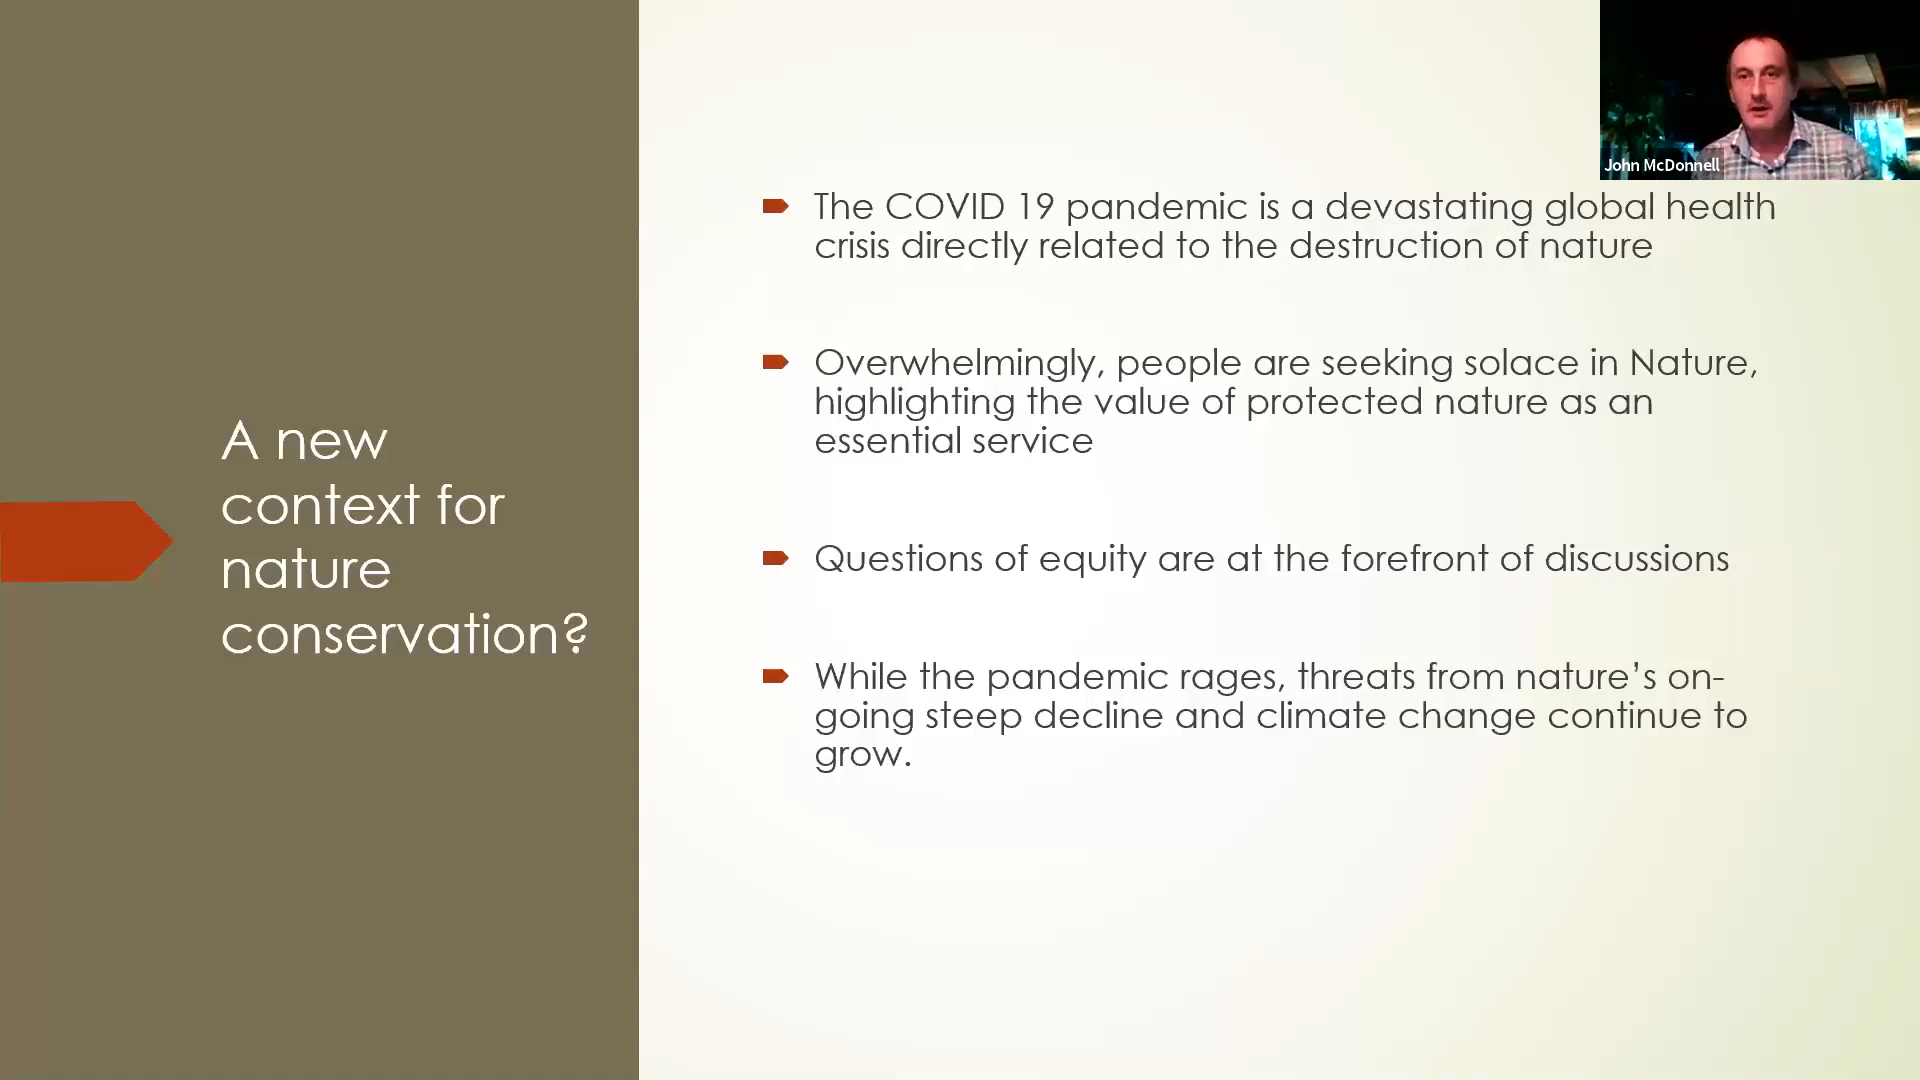 A new
context for
nature
conservation?
The COVID 19 pandemic is a devastating global health
crisis directly related to the destruction of nature
Overwhelmingly, people are seeking solace in Nature,
highlighting the value of protected nature as an
essential service
Questions of equity are at the forefront of discussions
While the pandemic rages, threats from nature’s on-
going steep decline and climate change continue to
grow.
John McDonnell